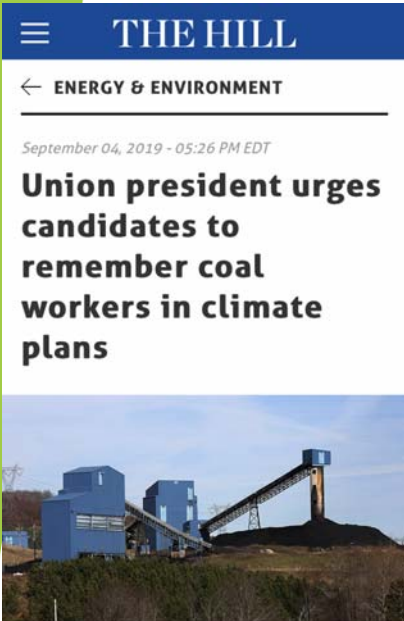 THE HILL
ENERGY & ENVIRONMENT
September 04, 2019 - 05:26 PM EDT
Union president urges
candidates to
remember coal
workers in climate
plans